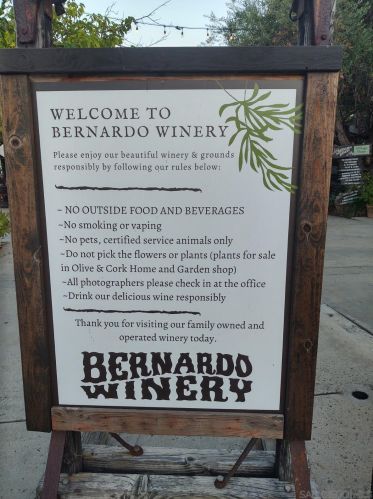 WELCOME TO
BERNARDO WINERY
Please enjoy our beautiful winery & grounds
responsibly by following our rules below:
~ NO OUTSIDE FOOD AND BEVERAGES
~No smoking or vaping
~No pets, certified service animals only
~Do not pick the flowers or plants (plants for sale
in Olive & Cork Home and Garden shop)
~All photographers please check in at the office
~Drink our delicious wine responsibly
Thank you for visiting our family owned and
operated winery today.
BERNARDO
WINERY